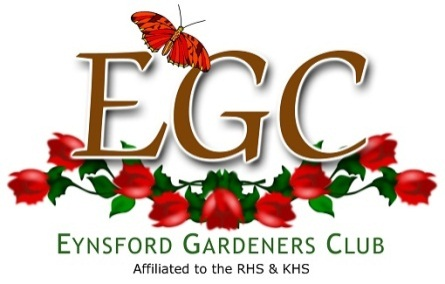 EGC
EYNSFORD GARDENERS CLUB
Affiliated to the RHS & KHS